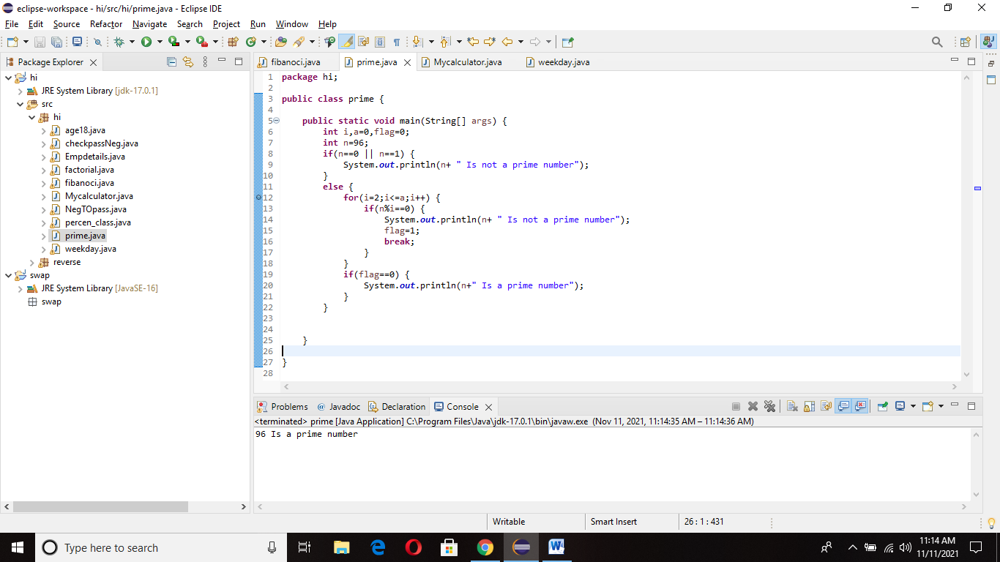 eclipse-workspace - hi/src/hi/prime.java - Eclipse IDE
File Edit Source Refactor Navigate Search Project Run Window Help
Package Explorer
hi
JRE System Library [jdk-17.0.1]
src
hi
age18.java
checkpassNeg.java
Empdetails.java
factorial.java
fibanoci.java
Mycalculator.java
NegTOpass.java
percen_class.java
prime.java
weekday.java
reverse
swap
JRE System Library [JavaSE-16]
swap
fibanoci.java prime.java Mycalculator.java weekday.java
1 package hi;
2
3 public class prime {
4
5 public static void main(String[] args) {
6 int i,a=0,flag=0;
7 int n=96;
8 if(n==0 || n==1) {
9 System.out.println(n+ " Is not a prime number");
10 }
11 else {
12 for(i=2;i<=a;i++) {
13 if(n%i==0) {
14 System.out.println(n+ " Is not a prime number");
15 flag=1;
16 break;
17 }
18 }
19 if(flag==0) {
20 System.out.println(n+" Is a prime number");
21 }
22 }
23
24
25 }
26
27 }
28
Problems @ Javadoc Declaration Console
<terminated> prime [Java Application] C:\Program Files\Java\jdk-17.0.1\bin\javaw.exe (Nov 11, 2021, 11:14:35 AM – 11:14:36 AM)
96 Is a prime number
Writable Smart Insert 26 : 1 : 431
Type here to search
11:14 AM
11/11/2021